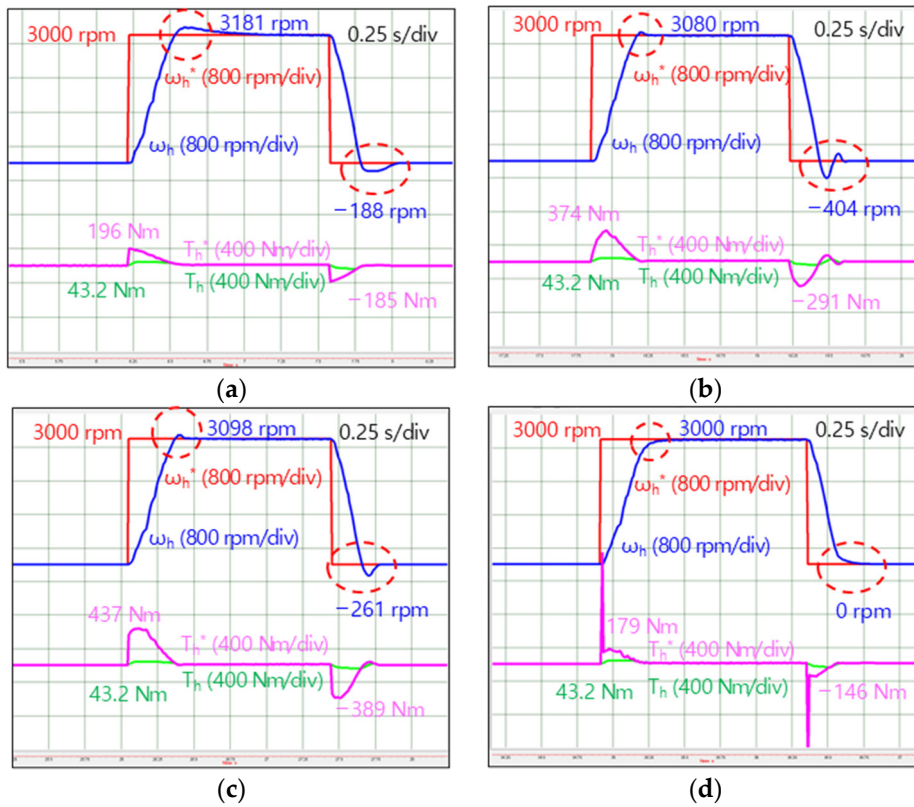 3000 rpm 3181 rpm 0.25 s/div
ωh* (800 rpm/div)
ωh (800 rpm/div)
−188 rpm
196 Nm
Th* (400 Nm/div)
43.2 Nm Th (400 Nm/div)
−185 Nm
(a)
3000 rpm 3080 rpm 0.25 s/div
ωh* (800 rpm/div)
ωh (800 rpm/div)
−404 rpm
374 Nm
Th* (400 Nm/div)
43.2 Nm Th (400 Nm/div)
−291 Nm
(b)
3000 rpm 3098 rpm 0.25 s/div
ωh* (800 rpm/div)
ωh (800 rpm/div)
−261 rpm
437 Nm
Th* (400 Nm/div)
43.2 Nm Th (400 Nm/div)
−389 Nm
(c)
3000 rpm 3000 rpm 0.25 s/div
ωh* (800 rpm/div)
ωh (800 rpm/div)
0 rpm
179 Nm
Th* (400 Nm/div)
43.2 Nm Th (400 Nm/div)
−146 Nm
(d)